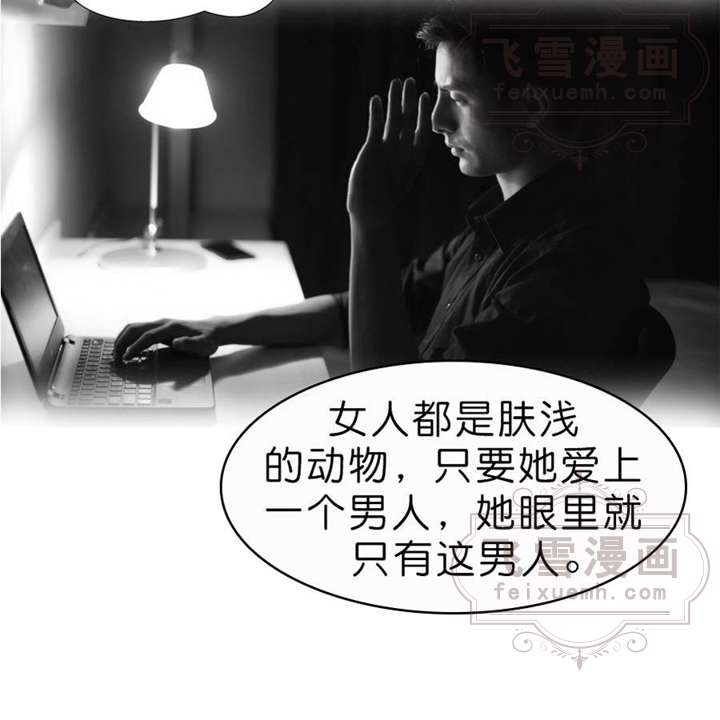 飞雪漫画
feixuemh.com
女人都是肤浅
的动物，只要她爱上
一个男人，她眼里就
只有这男人。
飞雪漫画
feixuemh.com